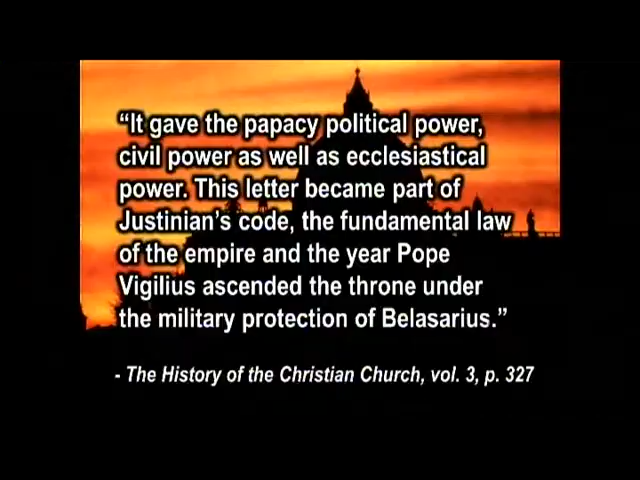 “It gave the papacy political power,
civil power as well as ecclesiastical
power. This letter became part of
Justinian’s code, the fundamental law
of the empire and the year Pope
Vigilius ascended the throne under
the military protection of Belasarius.”
- The History of the Christian Church, vol. 3, p. 327